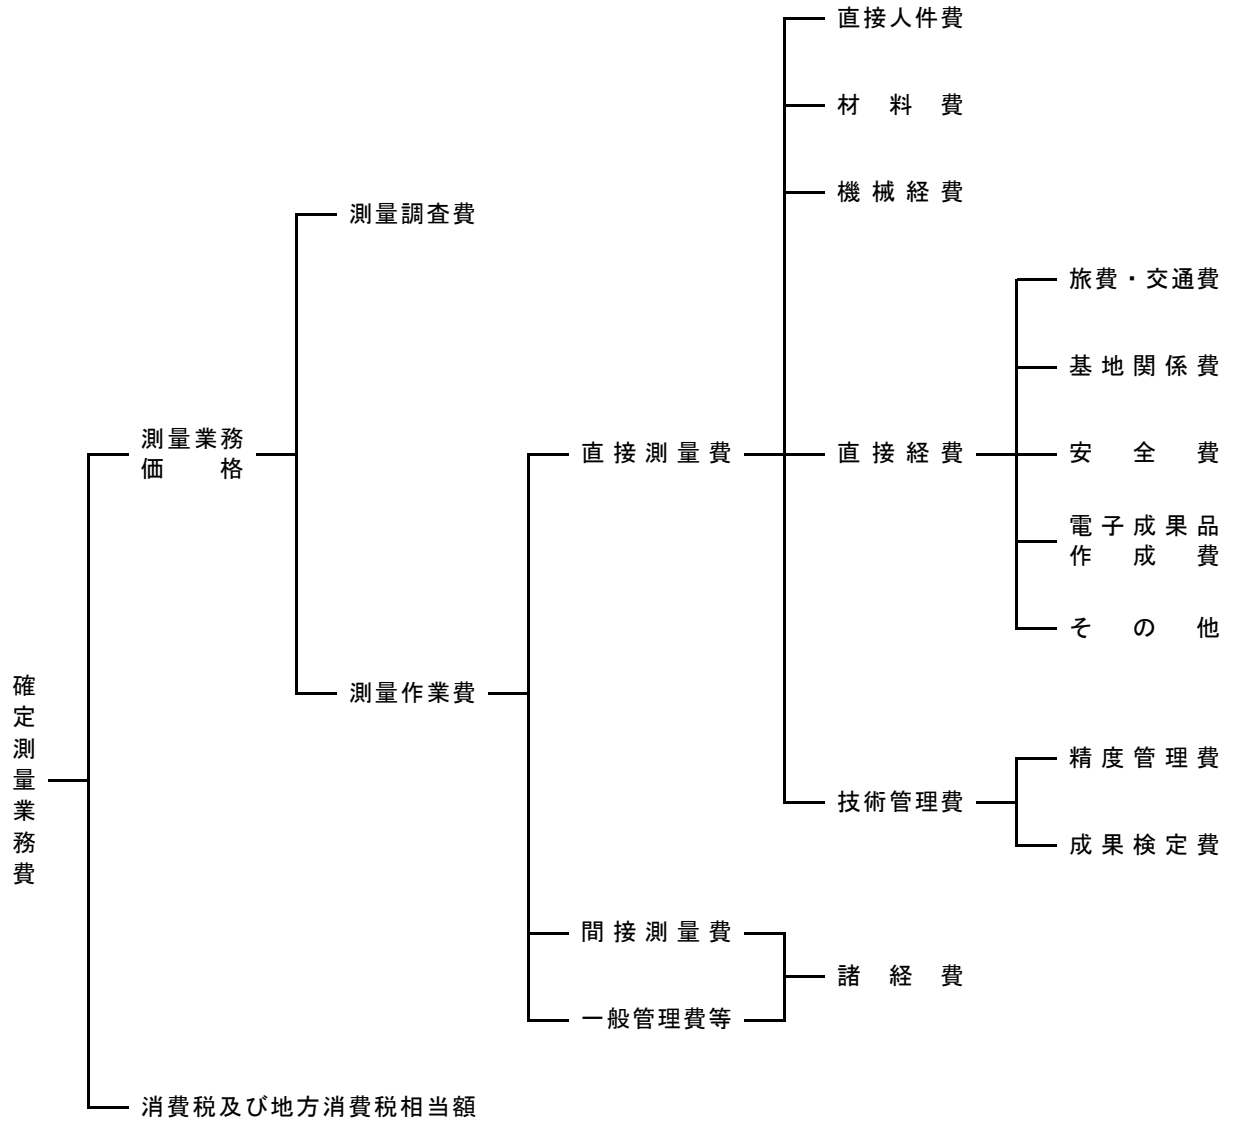 直接人件費
材料費
機械経費
測量調査費
旅費・交通費
基地関係費
測量業務
価格
直接測量費
直接経費
安全費
電子成果品
作成費
その他
確定測量業務費
測量作業費
精度管理費
技術管理費
成果検定費
間接測量費
諸経費
一般管理費等
消費税及び地方消費税相当額